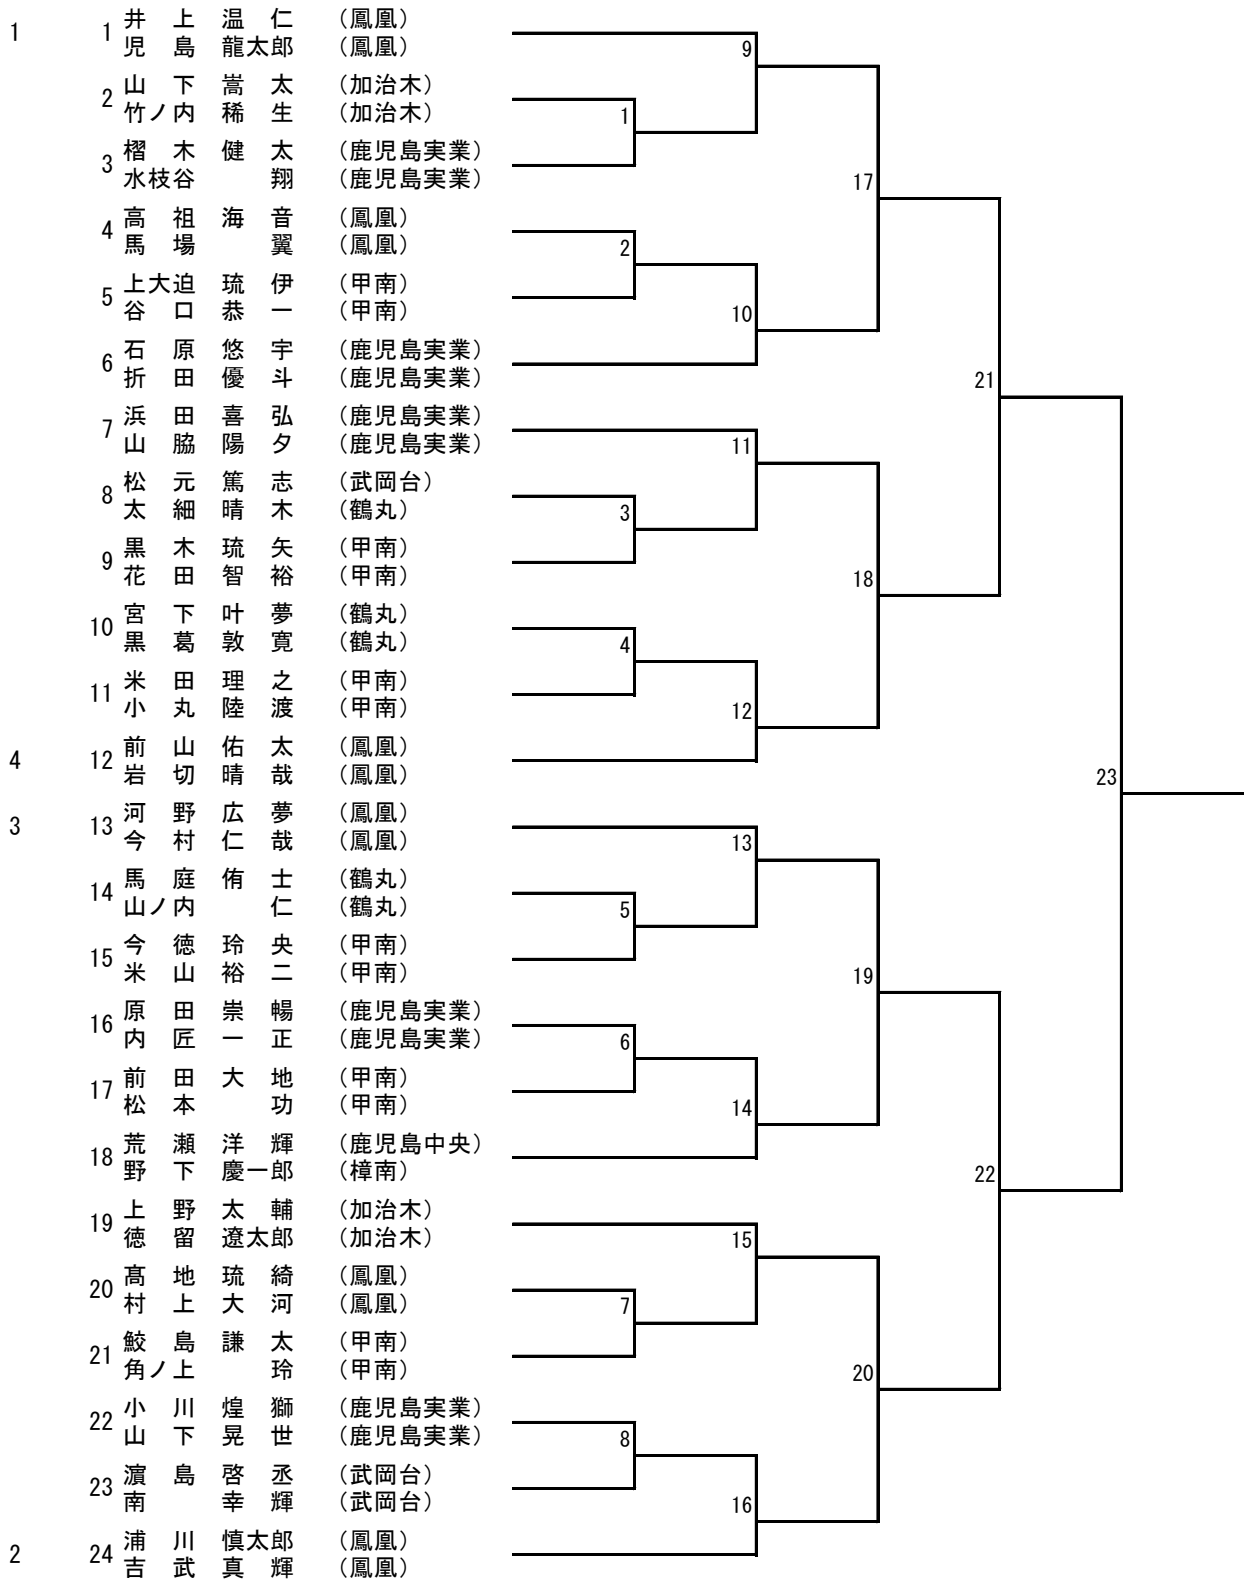 1 1 井上 温仁 (鳳凰)
児島 龍太郎 (鳳凰)
9
2 山下 嵩太 (加治木)
竹ノ内 稀生 (加治木)
1
3 榴木 健太 (鹿児島実業)
水枝谷 翔 (鹿児島実業)
17
4 高祖 海音 (鳳凰)
馬場 翼 (鳳凰)
2
5 上大迫 琉伊 (甲南)
谷口 恭一 (甲南)
10
6 石原 悠宇 (鹿児島実業)
折田 優斗 (鹿児島実業)
21
7 浜田 喜弘 (鹿児島実業)
山脇 陽夕 (鹿児島実業)
11
8 松元 篤志 (武岡台)
太細 晴木 (鶴丸)
3
9 黒木 琉矢 (甲南)
花田 智裕 (甲南)
18
10 宮下 叶夢 (鶴丸)
黒葛 敦寛 (鶴丸)
4
11 米田 理之 (甲南)
小丸 陸渡 (甲南)
12
4 12 前山 佑太 (鳳凰)
岩切 晴哉 (鳳凰)
23
3 13 河野 広夢 (鳳凰)
今村 仁哉 (鳳凰)
13
14 馬庭 侑士 (鶴丸)
山ノ内 仁 (鶴丸)
5
15 今徳 玲央 (甲南)
米山 裕二 (甲南)
19
16 原田 崇暢 (鹿児島実業)
内匠 一正 (鹿児島実業)
6
17 前田 大地 (甲南)
松本 功 (甲南)
14
18 荒瀬 洋輝 (鹿児島中央)
野下 慶一郎 (樟南)
22
19 上野 太輔 (加治木)
徳留 遼太郎 (加治木)
15
20 髙地 琉綺 (鳳凰)
村上 大河 (鳳凰)
7
21 鮫島 謙太 (甲南)
角ノ上 玲 (甲南)
20
22 小川 煌獅 (鹿児島実業)
山下 晃世 (鹿児島実業)
8
23 濵島 啓丞 (武岡台)
南 幸輝 (武岡台)
16
2 24 浦川 慎太郎 (鳳凰)
吉武 真輝 (鳳凰)